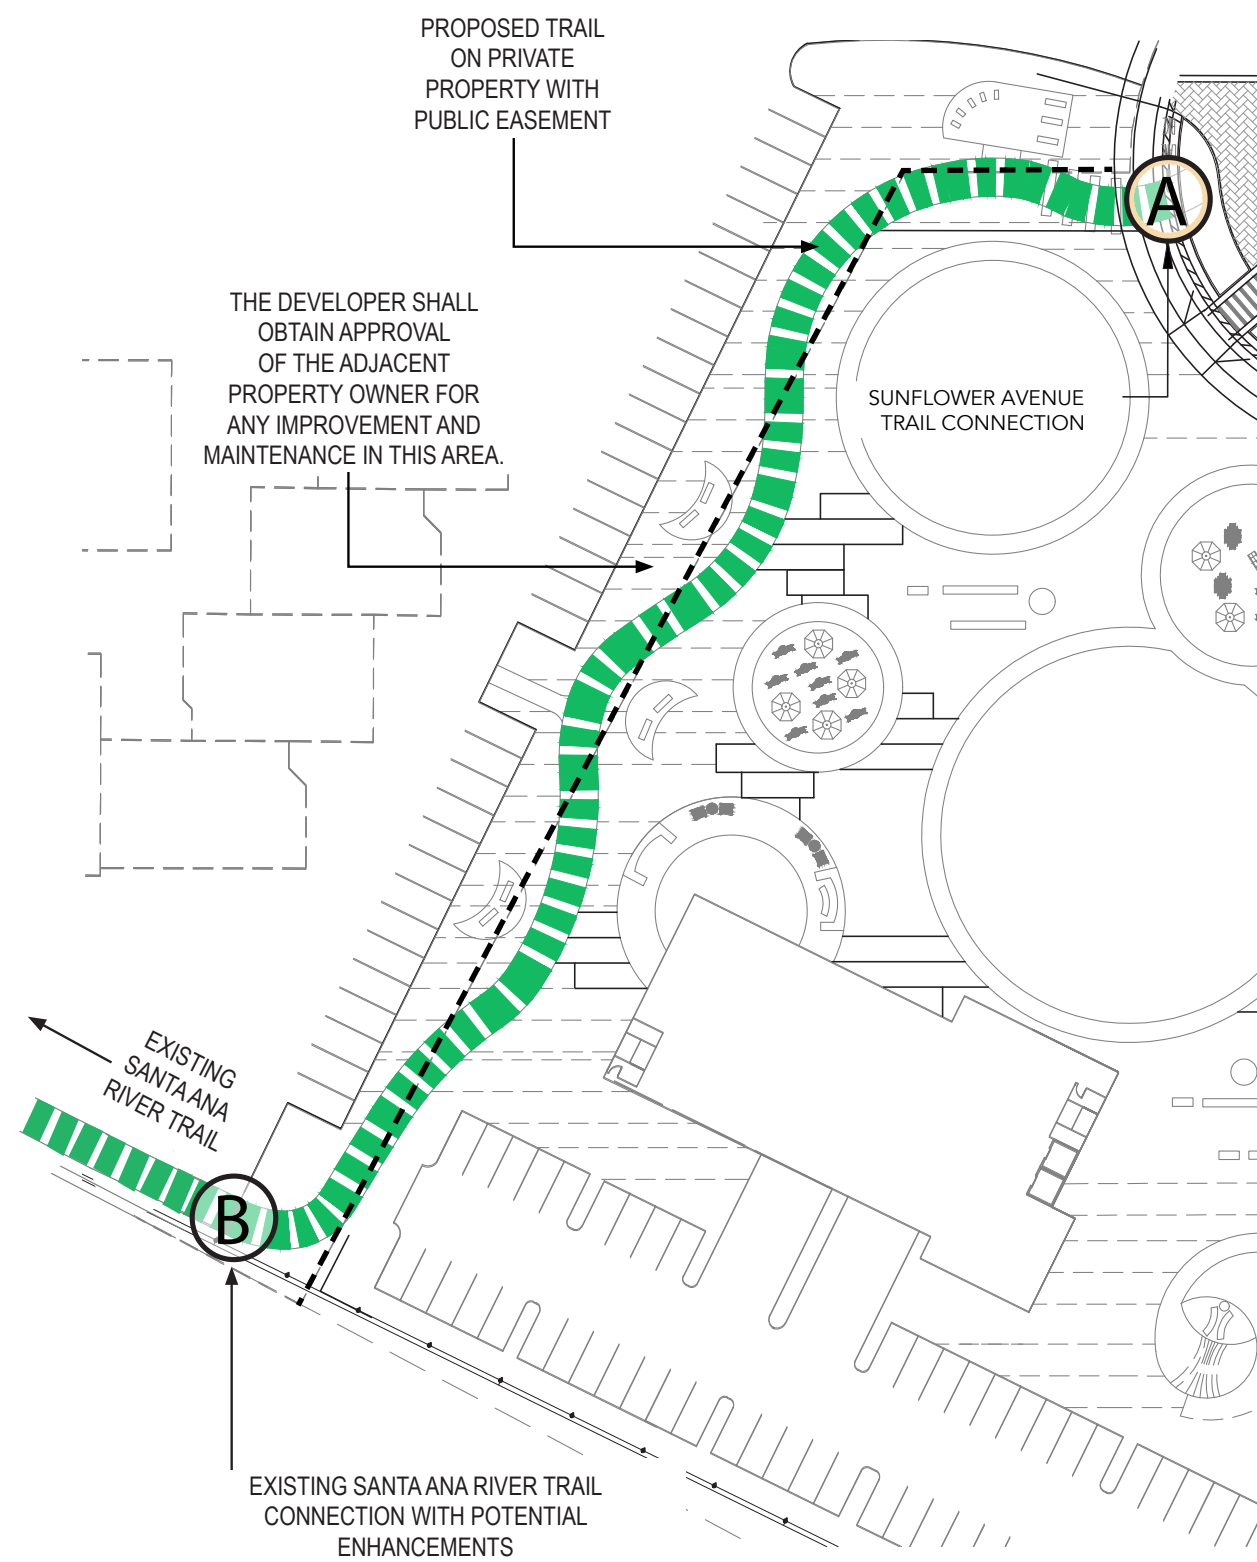 PROPOSED TRAIL
ON PRIVATE
PROPERTY WITH
PUBLIC EASEMENT
A
THE DEVELOPER SHALL
OBTAIN APPROVAL
OF THE ADJACENT
PROPERTY OWNER FOR
ANY IMPROVEMENT AND
MAINTENANCE IN THIS AREA.
SUNFLOWER AVENUE
TRAIL CONNECTION
EXISTING
SANTA ANA
RIVER TRAIL
B
EXISTING SANTA ANA RIVER TRAIL
CONNECTION WITH POTENTIAL
ENHANCEMENTS